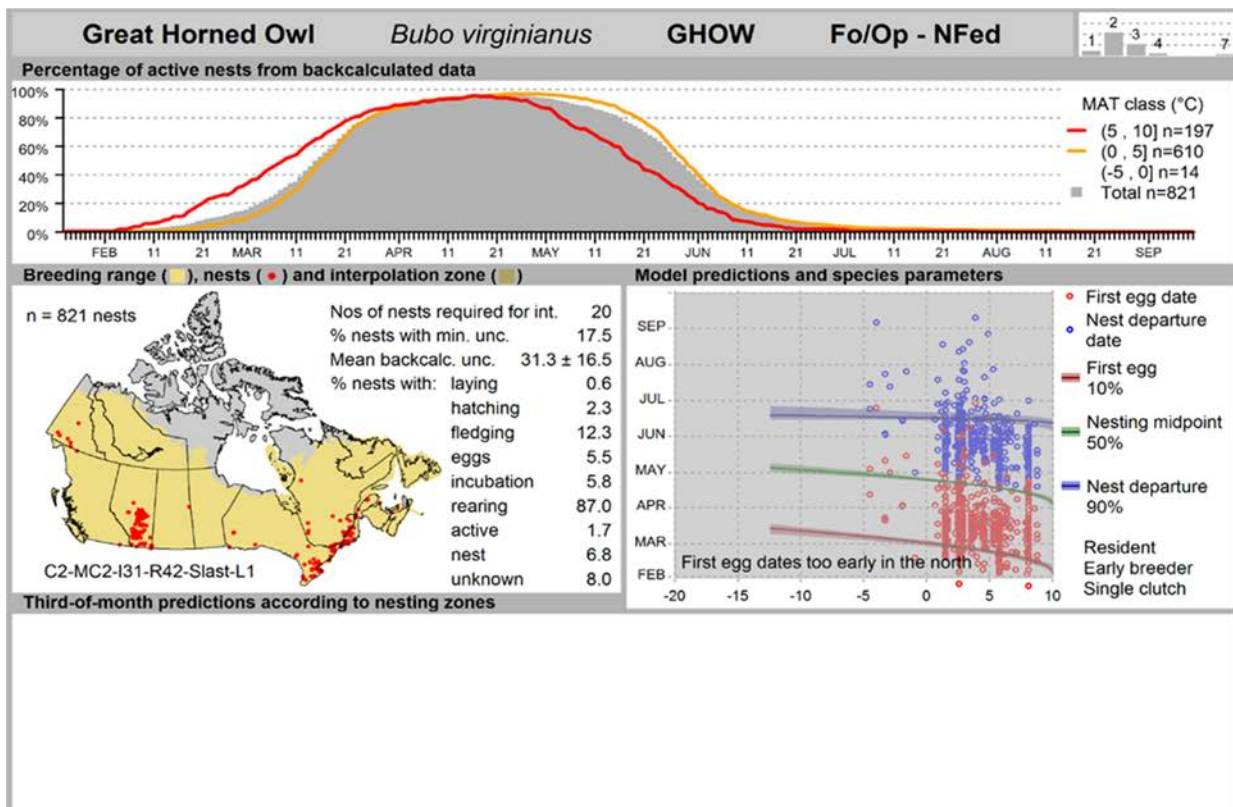 Great Horned Owl Bubo virginianus GHOW Fo/Op - NFed
1 2 3 4 7
Percentage of active nests from backcalculated data
100%
80%
60%
40%
20%
0%
FEB 11 21 MAR 11 21 APR 11 21 MAY 11 21 JUN 11 21 JUL 11 21 AUG 11 21 SEP
MAT class (°C)
(5 , 10] n=197
(0 , 5] n=610
(-5 , 0] n=14
Total n=821
Breeding range ( ), nests ( ) and interpolation zone ( )
n = 821 nests
Nos of nests required for int. 20
% nests with min. unc. 17.5
Mean backcalc. unc. 31.3 ± 16.5
% nests with: laying 0.6
hatching 2.3
fledging 12.3
eggs 5.5
incubation 5.8
rearing 87.0
active 1.7
nest 6.8
unknown 8.0
C2-MC2-I31-R42-Slast-L1
Model predictions and species parameters
SEP
AUG
JUL
JUN
MAY
APR
MAR
FEB
First egg dates too early in the north
-20 -15 -10 -5 0 5 10
First egg date
Nest departure
date
First egg
10%
Nesting midpoint
50%
Nest departure
90%
Resident
Early breeder
Single clutch
Third-of-month predictions according to nesting zones